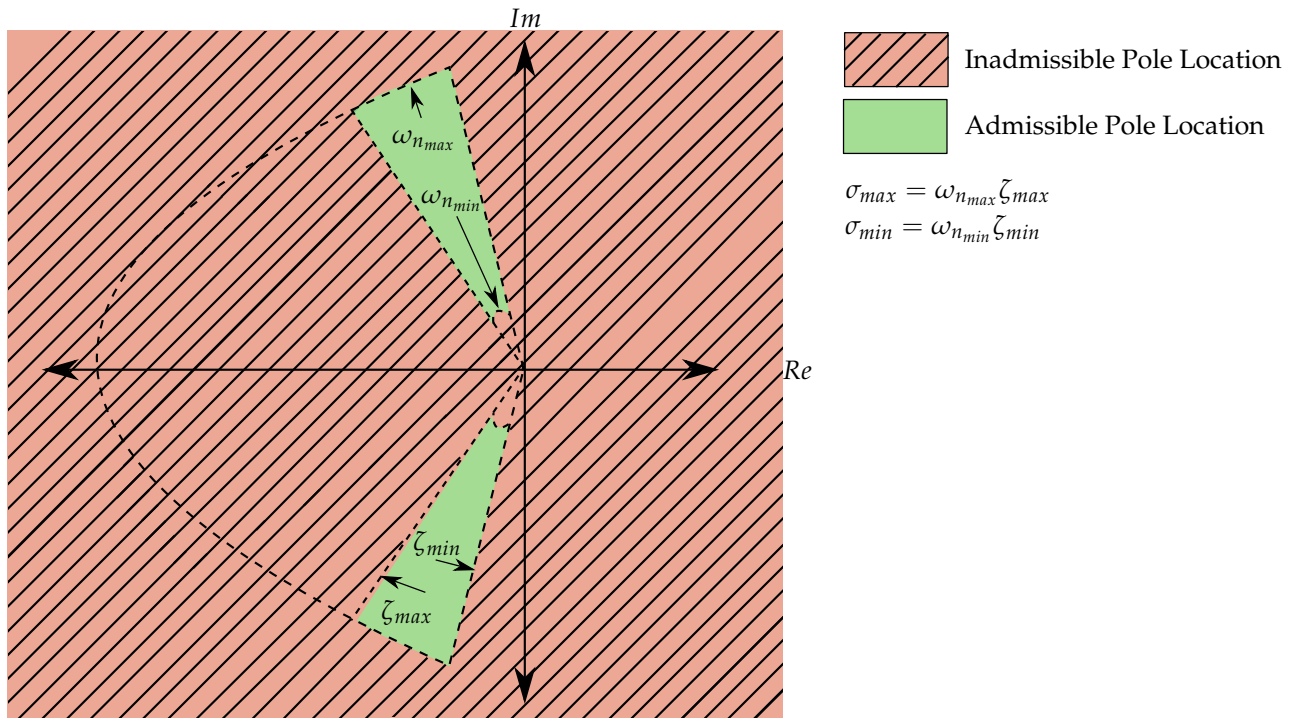 Im
Inadmissible Pole Location
Admissible Pole Location
σ_{max} = ω_{n_{max}}ζ_{max}
σ_{min} = ω_{n_{min}}ζ_{min}
ω_{n_{max}}
ω_{n_{min}}
Re
ζ_{min}
ζ_{max}